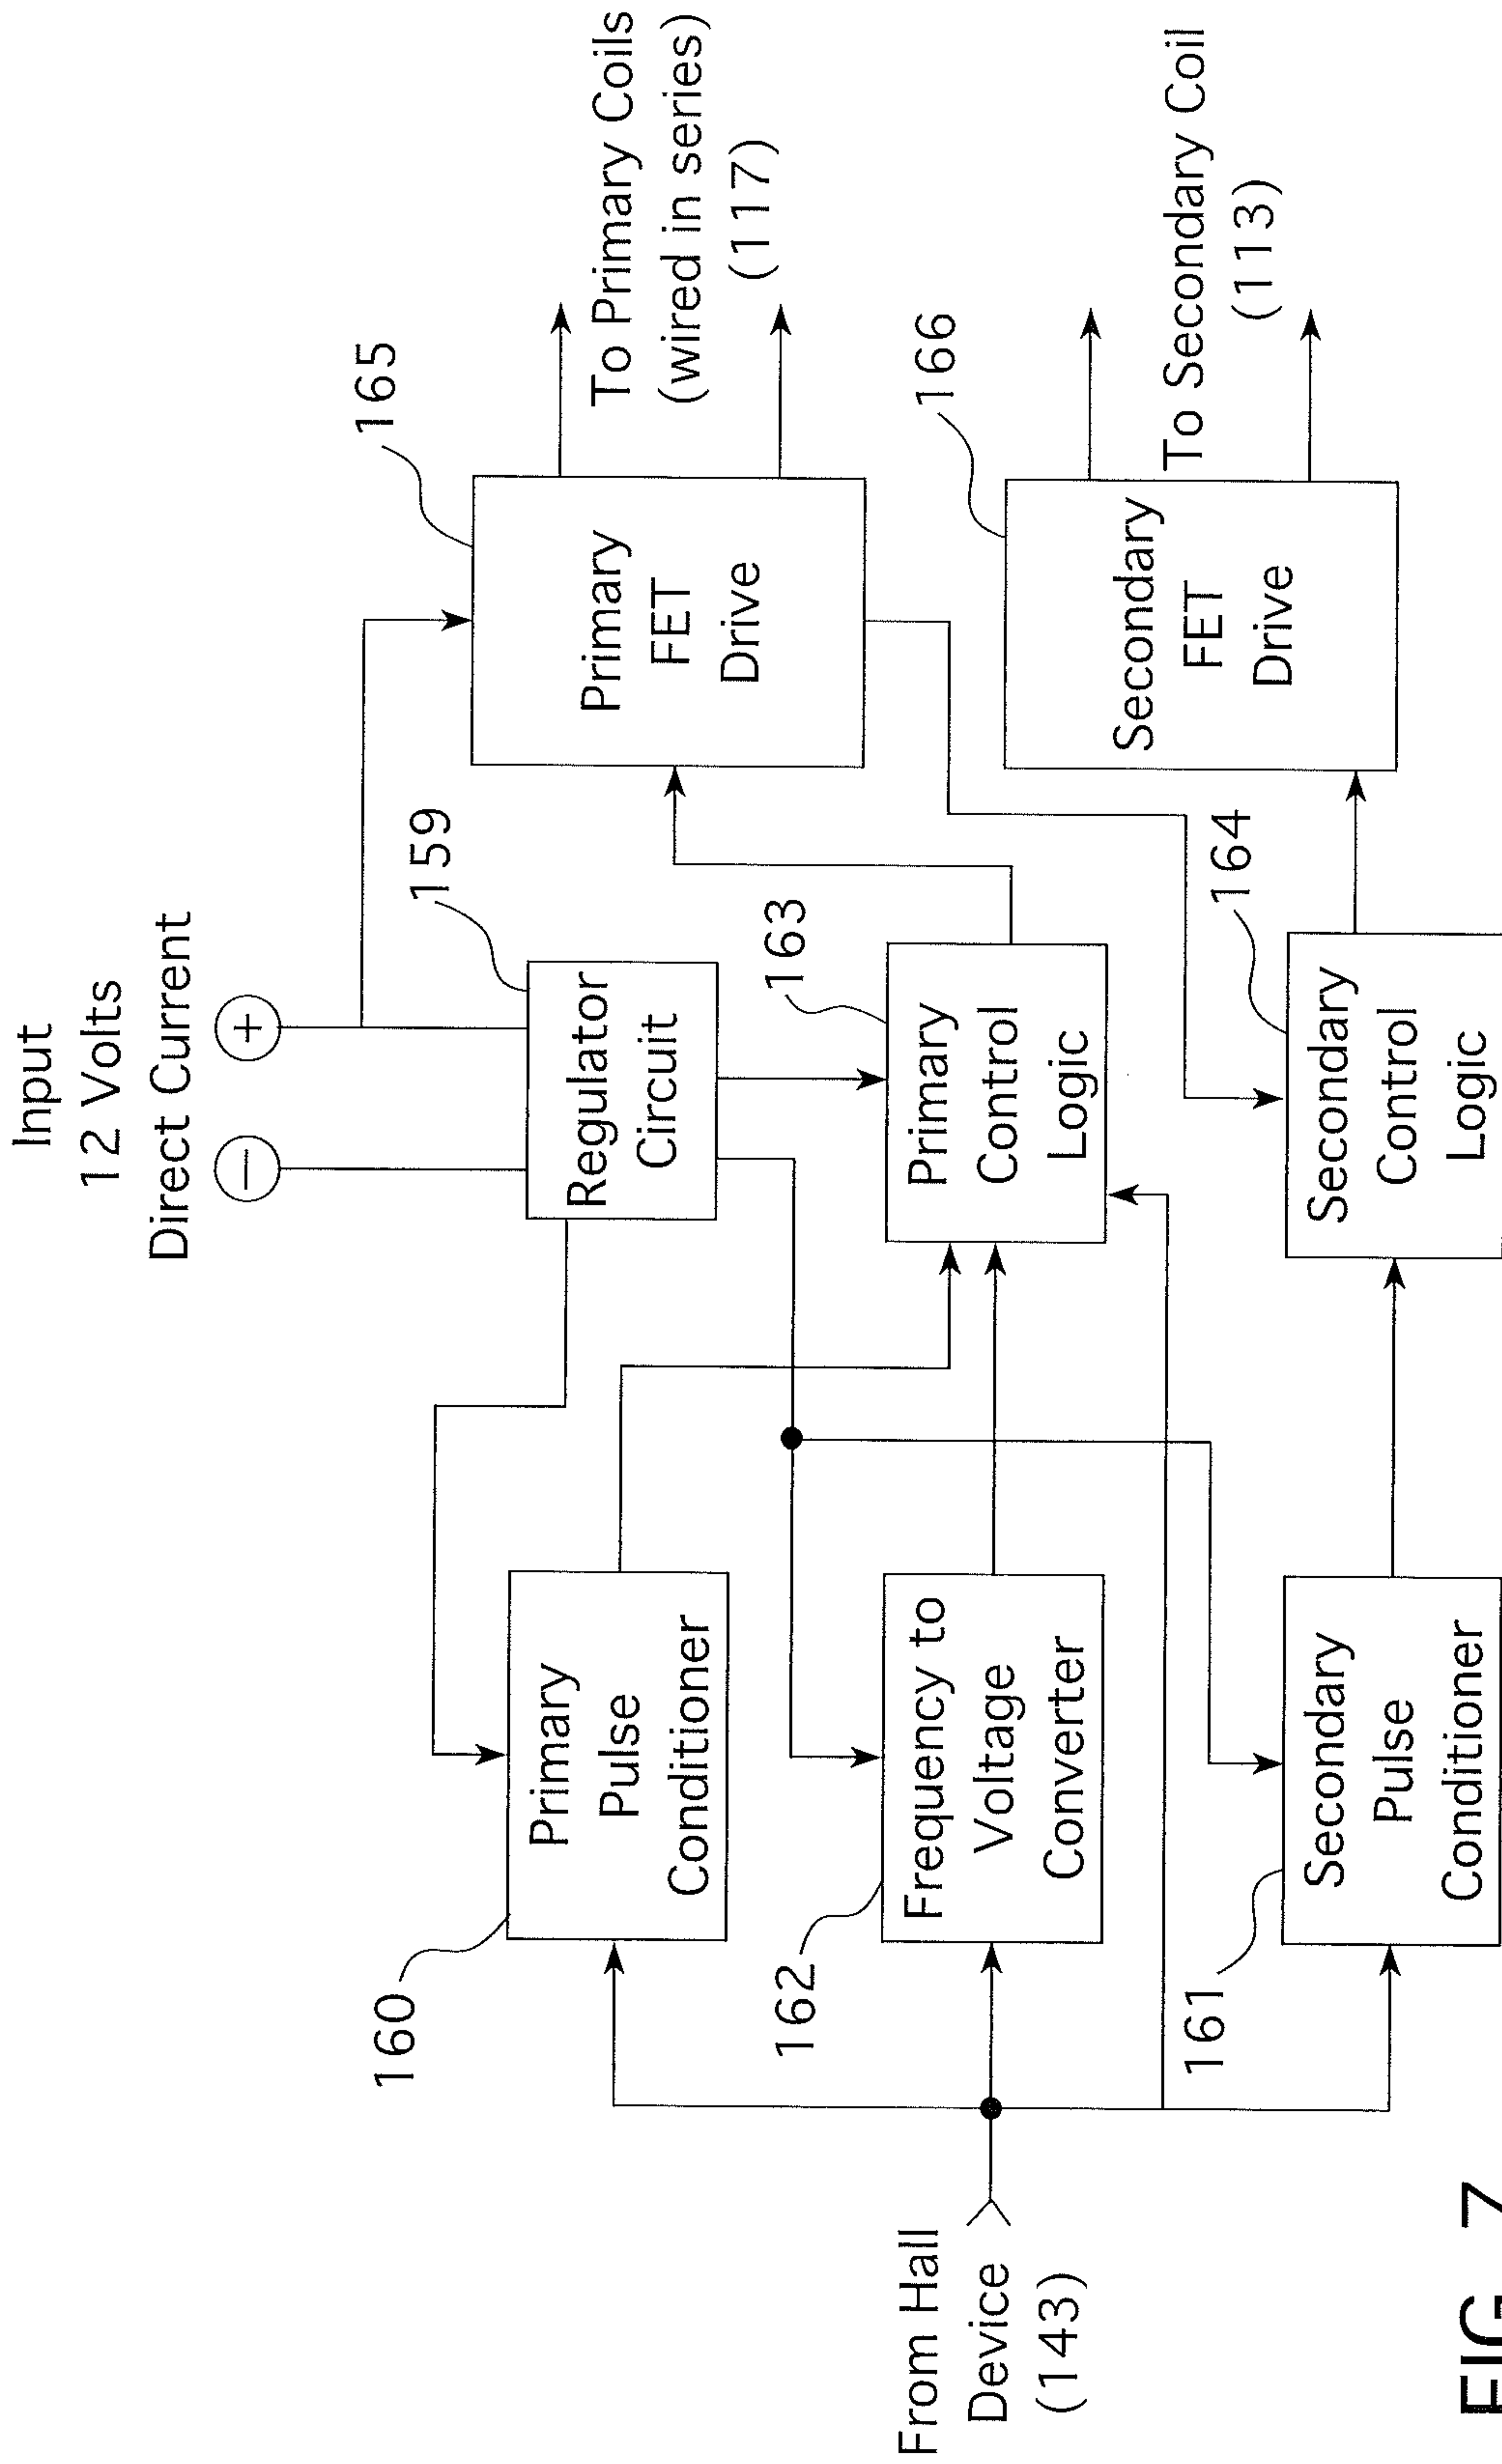 Input
12 Volts
Direct Current
−
+
159
Regulator
Circuit
165
Primary
FET
Drive
To Primary Coils
(wired in series)
(117)
160
Primary
Pulse
Conditioner
163
Primary
Control
Logic
166
Secondary
FET
Drive
To Secondary Coil
(113)
From Hall
Device
(143)
162
Frequency to
Voltage
Converter
164
Secondary
Control
Logic
161
Secondary
Pulse
Conditioner
FIG. 7